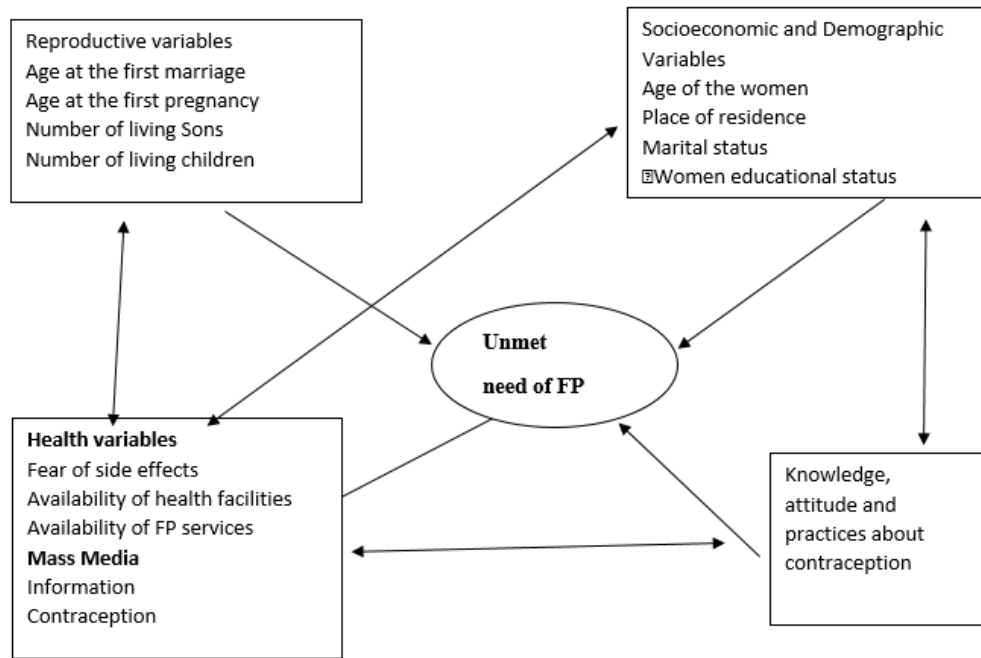 Reproductive variables
Age at the first marriage
Age at the first pregnancy
Number of living Sons
Number of living children
Socioeconomic and Demographic
Variables
Age of the women
Place of residence
Marital status
Women educational status
Unmet
need of FP
Health variables
Fear of side effects
Availability of health facilities
Availability of FP services
Mass Media
Information
Contraception
Knowledge,
attitude and
practices about
contraception